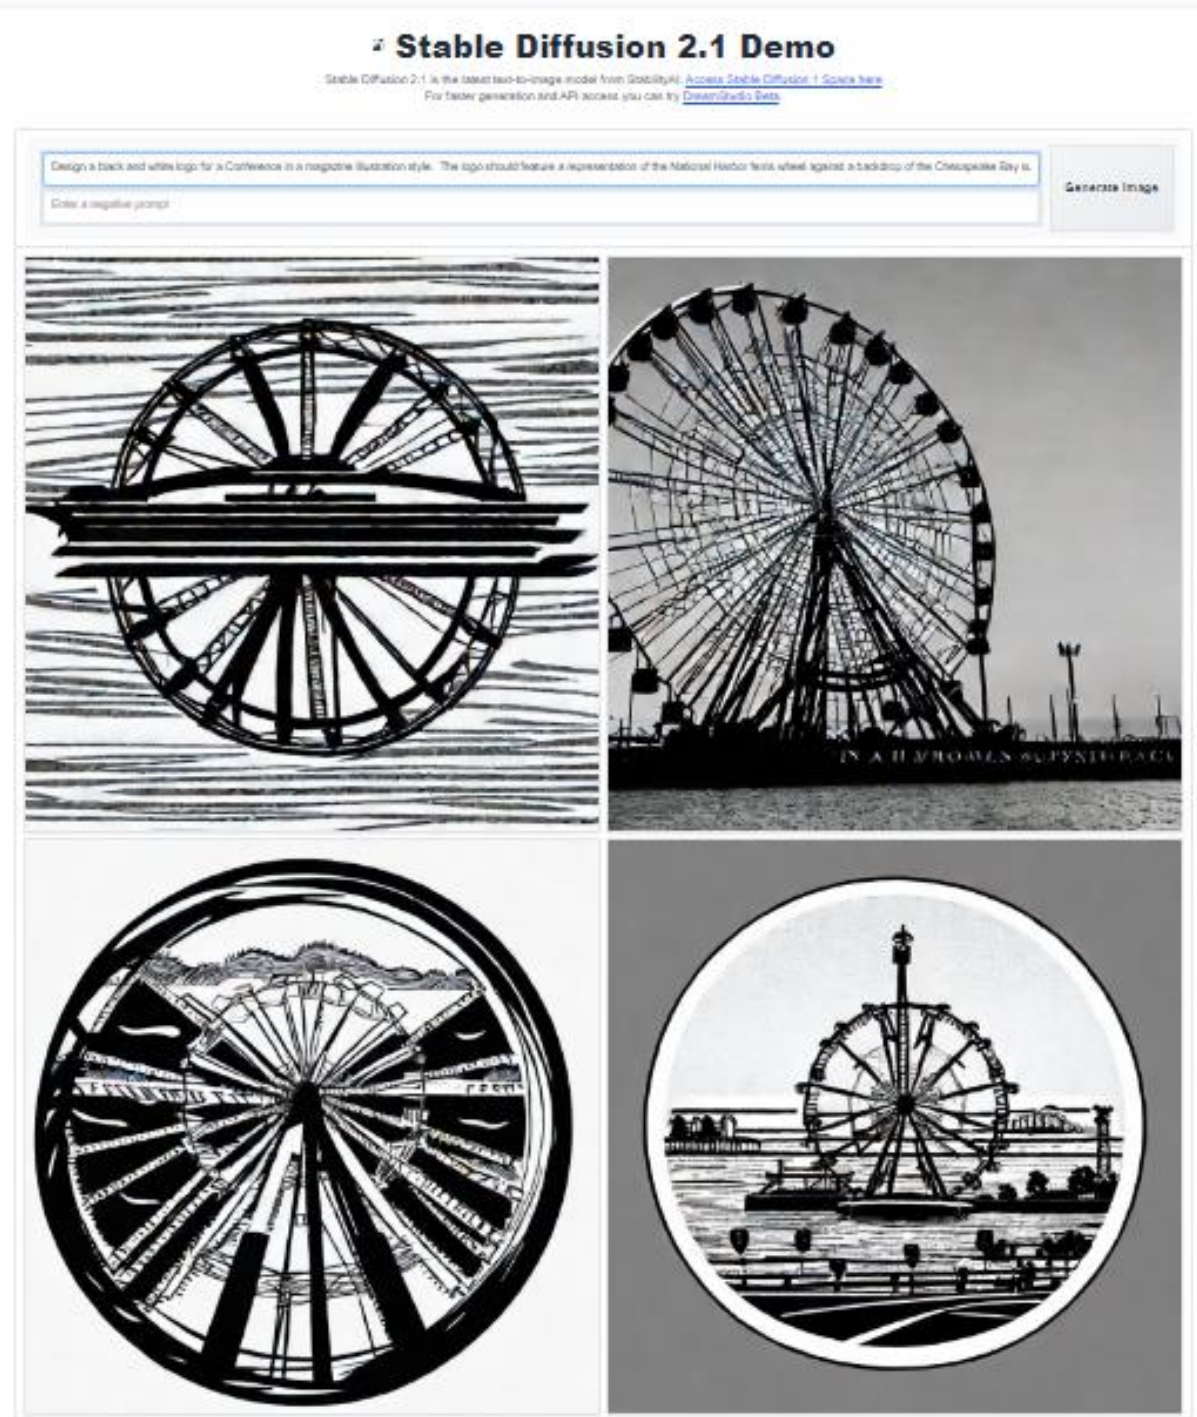 Stable Diffusion 2.1 Demo
Stable Diffusion 2.1 is the latest text-to-image model from StabilityAI. Access Stable Diffusion 1 Space here
For faster generation and API access you can try DreamStudio Beta
Design a black and white logo for a Conference in a magazine illustration style. The logo should feature a representation of the National Harbor ferris wheel against a backdrop of the Chesapeake Bay is.
Generate Image
Enter a negative prompt